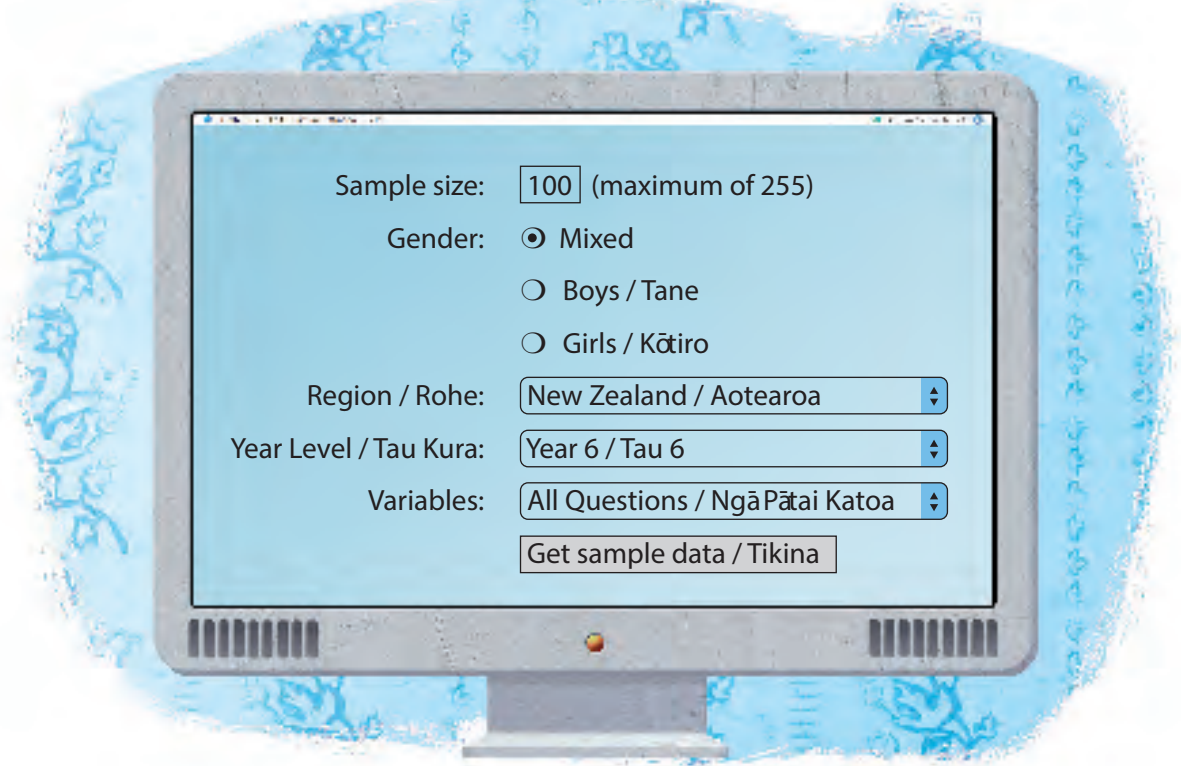 Sample size: 100 (maximum of 255)
Gender: Mixed
Boys / Tane
Girls / Kōtiro
Region / Rohe: New Zealand / Aotearoa
Year Level / Tau Kura: Year 6 / Tau 6
Variables: All Questions / Ngā Pātai Katoa
Get sample data / Tikina